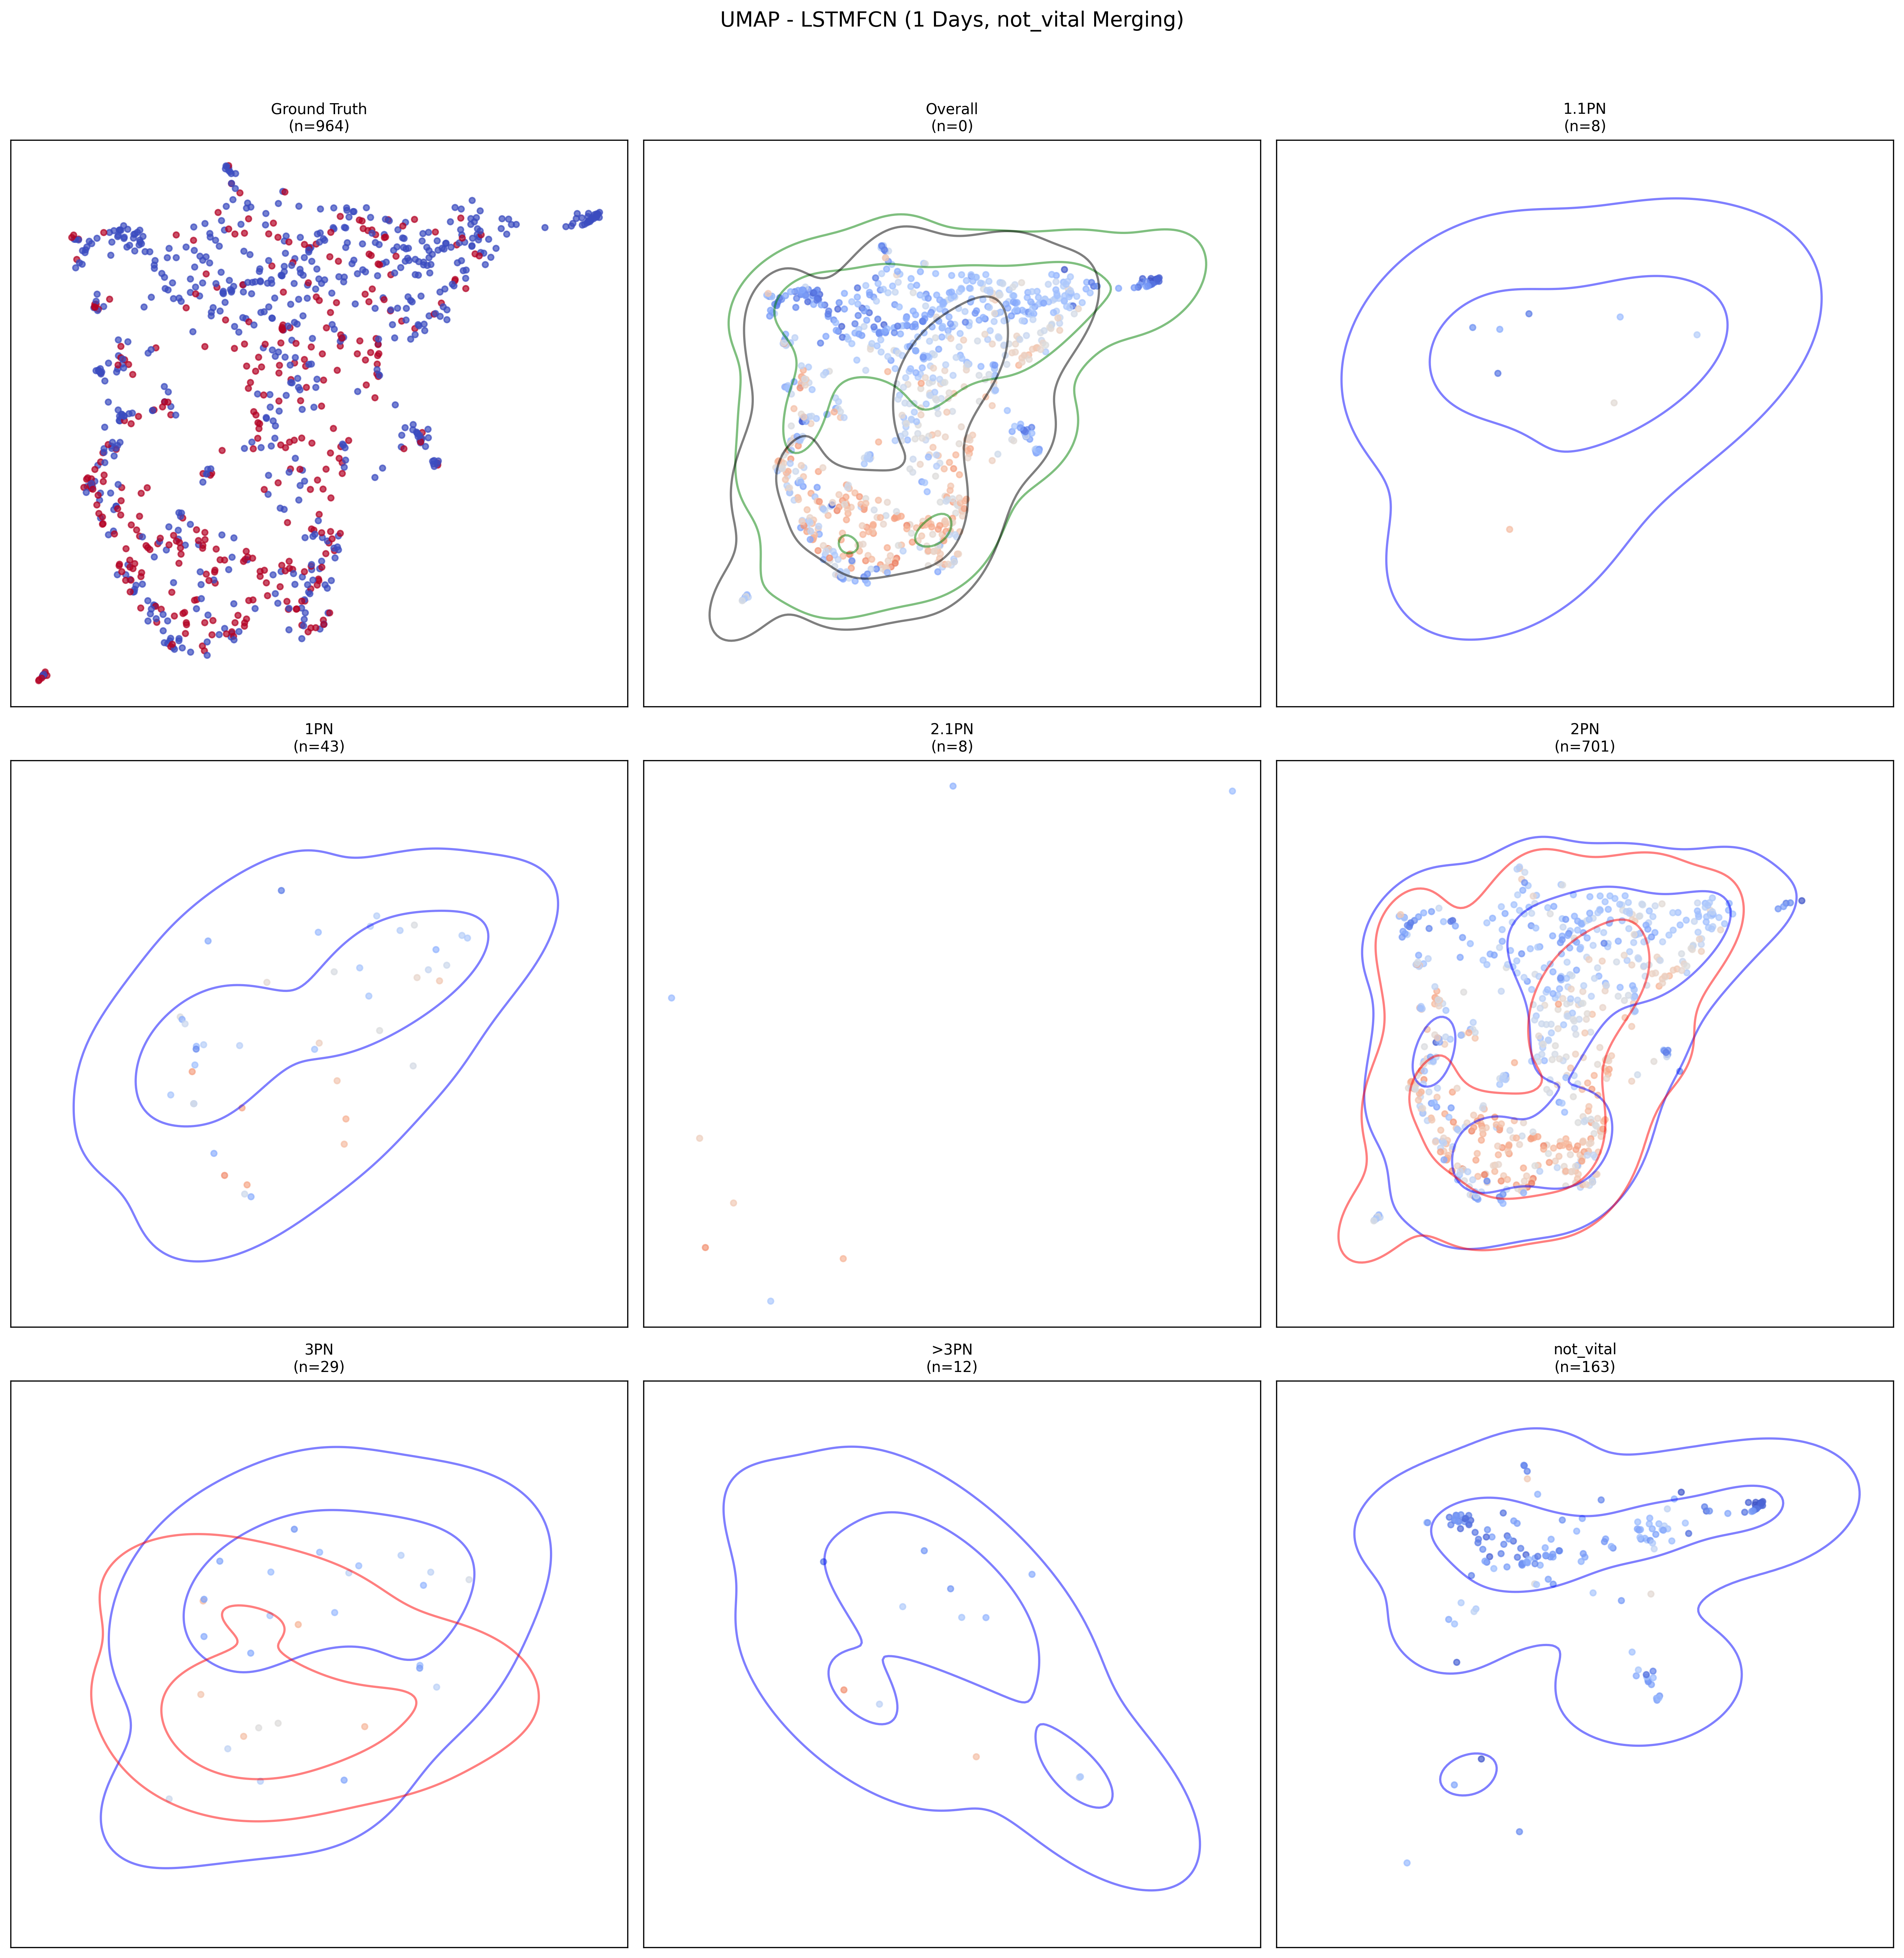 UMAP - LSTMFCN (1 Days, not_vital Merging)
Ground Truth
(n=964)
Overall
(n=0)
1.1PN
(n=8)
1PN
(n=43)
2.1PN
(n=8)
2PN
(n=701)
3PN
(n=29)
>3PN
(n=12)
not_vital
(n=163)